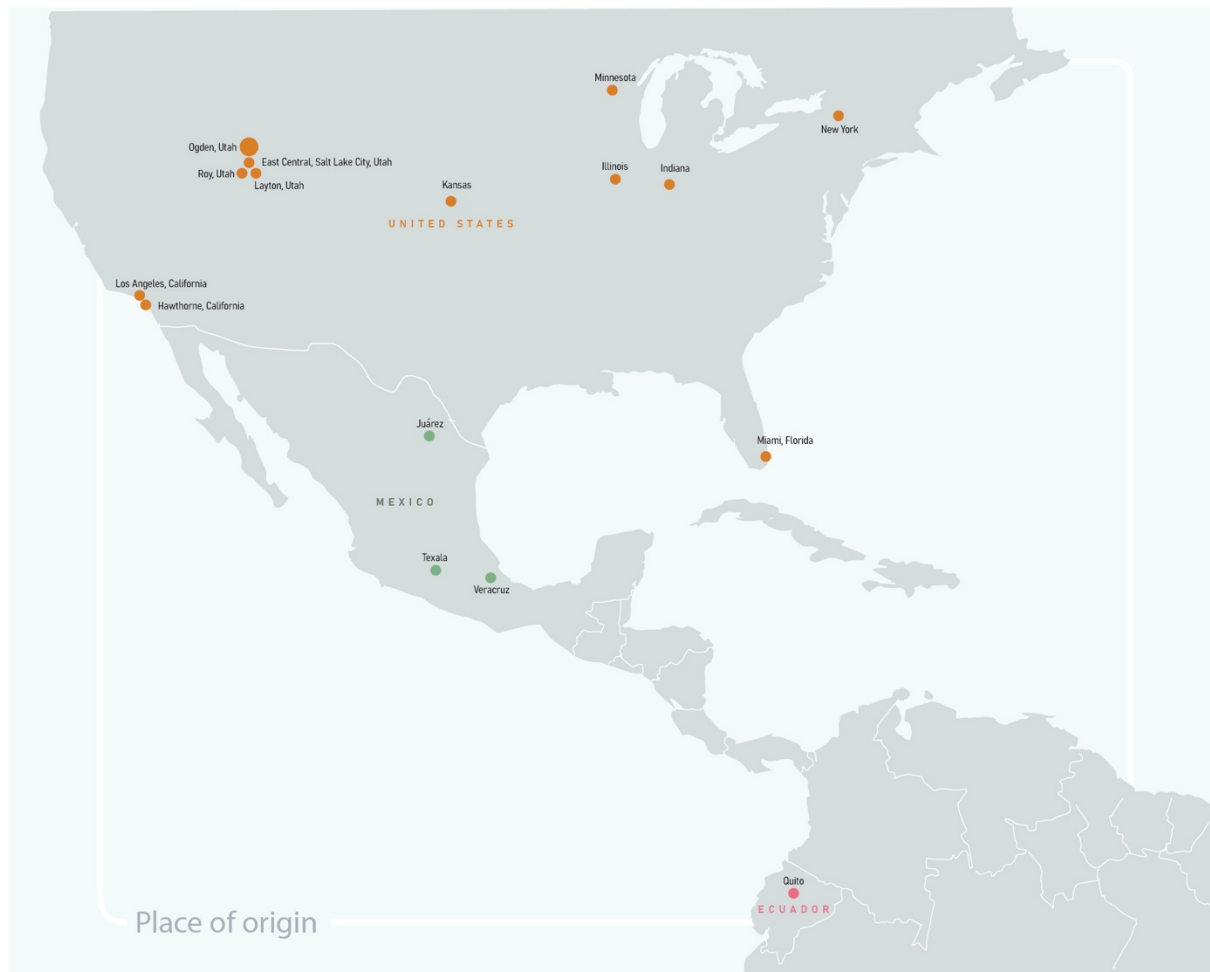 Minnesota
New York
Ogden, Utah
East Central, Salt Lake City, Utah
Roy, Utah
Layton, Utah
Illinois
Indiana
Kansas
UNITED STATES
Los Angeles, California
Hawthorne, California
Juárez
Miami, Florida
MEXICO
Texala
Veracruz
Quito
ECUADOR
Place of origin